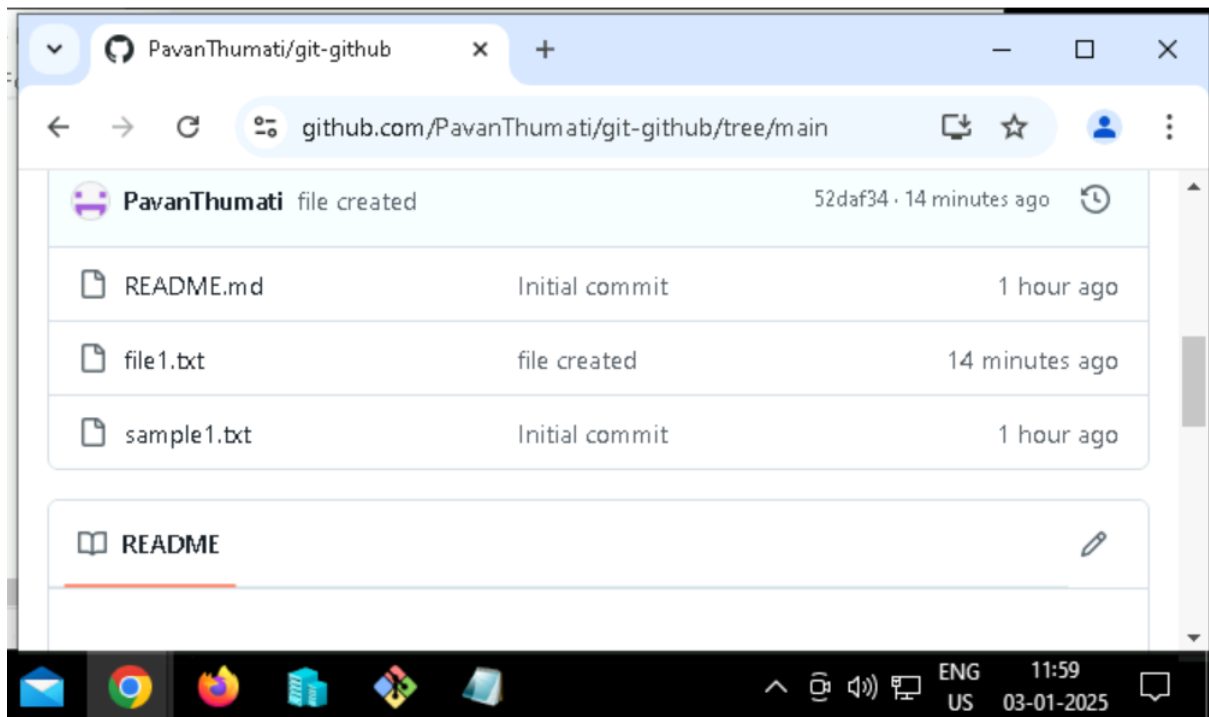 PavanThumati/git-github
github.com/PavanThumati/git-github/tree/main
PavanThumati file created 52daf34 · 14 minutes ago
README.md Initial commit 1 hour ago
file1.txt file created 14 minutes ago
sample1.txt Initial commit 1 hour ago
README
ENG 11:59
US 03-01-2025